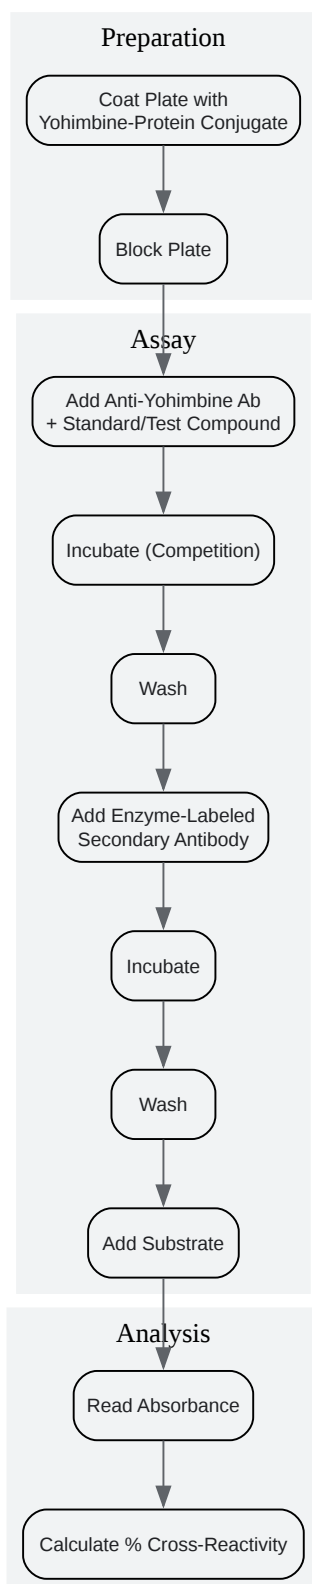 Preparation
Coat Plate with
Yohimbine-Protein Conjugate
Block Plate
Assay
Add Anti-Yohimbine Ab
+ Standard/Test Compound
Incubate (Competition)
Wash
Add Enzyme-Labeled
Secondary Antibody
Incubate
Wash
Add Substrate
Analysis
Read Absorbance
Calculate % Cross-Reactivity